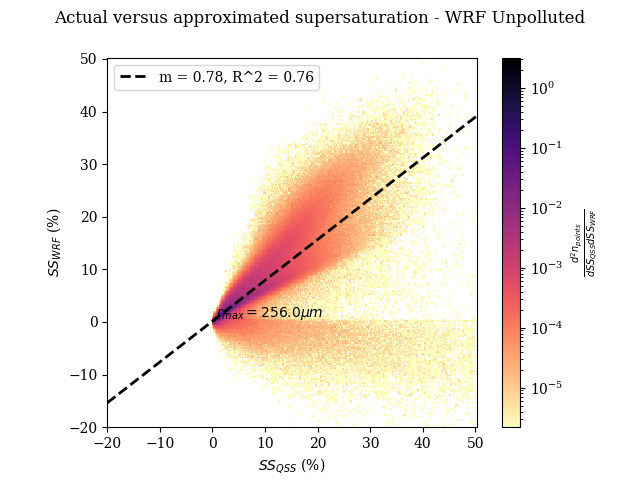 Actual versus approximated supersaturation - WRF Unpolluted
m = 0.78, R^2 = 0.76
50
40
30
20
10
0
−10
−20
SS_WRF (%)
r_max = 256.0μm
−20 −10 0 10 20 30 40 50
SS_QSS (%)
10^0
10^−1
10^−2
10^−3
10^−4
10^−5
d^2 n_points
dSS_QSS dSS_WRF